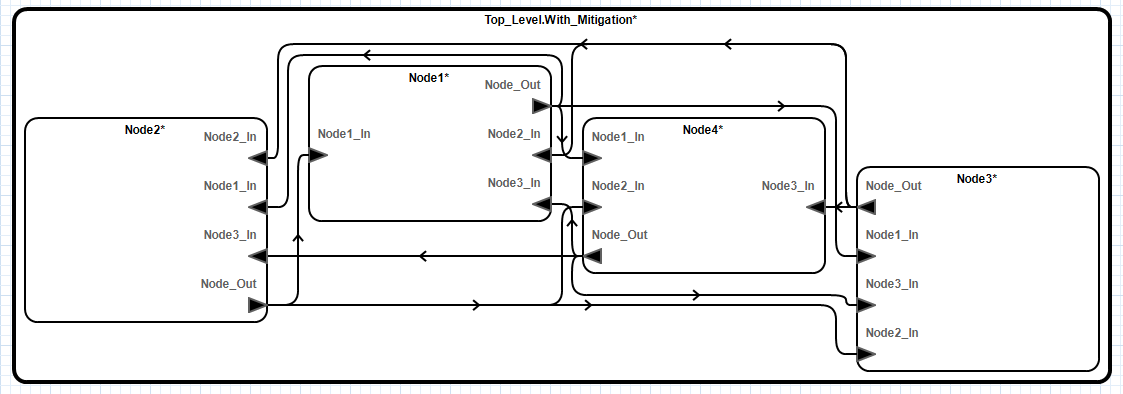 Top_Level.With_Mitigation*
Node1*
Node_Out
Node1_In
Node2_In
Node3_In
Node2*
Node2_In
Node1_In
Node3_In
Node_Out
Node4*
Node1_In
Node2_In
Node3_In
Node_Out
Node3*
Node_Out
Node1_In
Node3_In
Node2_In